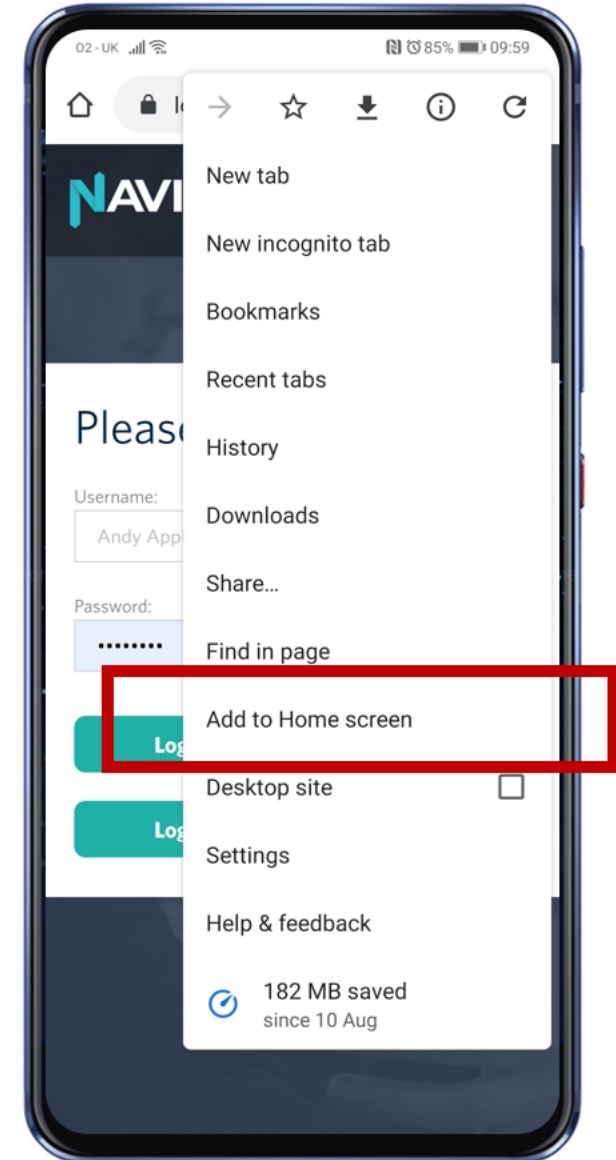 O2 - UK 85% 09:59
NAVI
New tab
New incognito tab
Bookmarks
Recent tabs
Please
History
Username:
Downloads
Andy Appl
Share...
Password:
Find in page
Add to Home screen
Log
Desktop site
Settings
Log
Help & feedback
182 MB saved
since 10 Aug